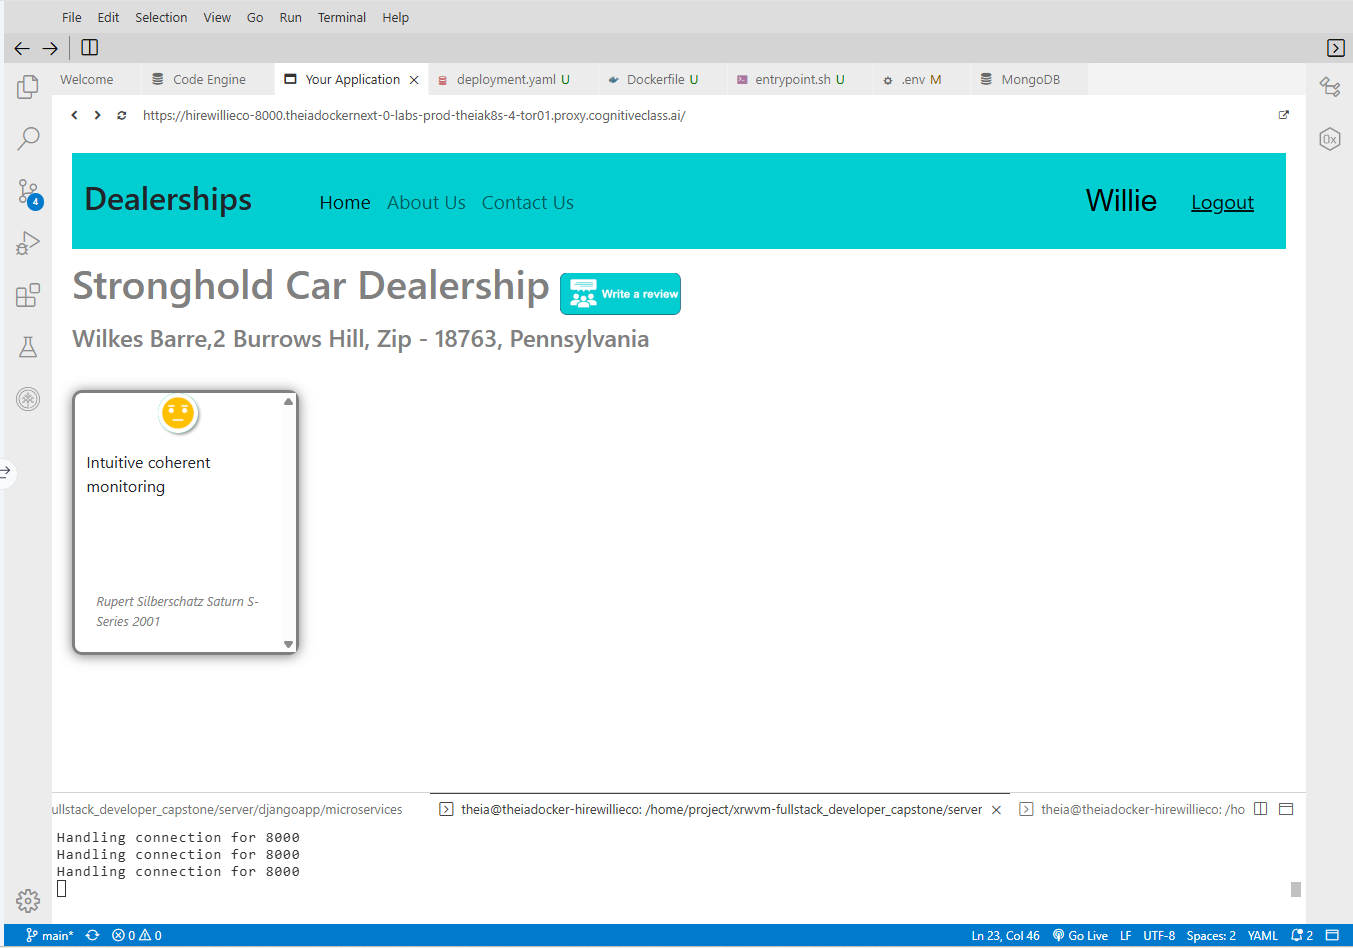 File Edit Selection View Go Run Terminal Help
Welcome Code Engine Your Application deployment.yaml U Dockerfile U entrypoint.sh U .env M MongoDB
https://hirewillieco-8000.theiadockernext-0-labs-prod-theiak8s-4-tor01.proxy.cognitiveclass.ai/
0x
4
Dealerships Home About Us Contact Us Willie Logout
Stronghold Car Dealership Write a review
Wilkes Barre,2 Burrows Hill, Zip - 18763, Pennsylvania
Intuitive coherent
monitoring
Rupert Silberschatz Saturn S-
Series 2001
ullstack_developer_capstone/server/djangoapp/microservices theia@theiadocker-hirewillieco: /home/project/xrwvm-fullstack_developer_capstone/server theia@theiadocker-hirewillieco: /ho
Handling connection for 8000
Handling connection for 8000
Handling connection for 8000
main* 0 0 Ln 23, Col 46 Go Live LF UTF-8 Spaces: 2 YAML 2